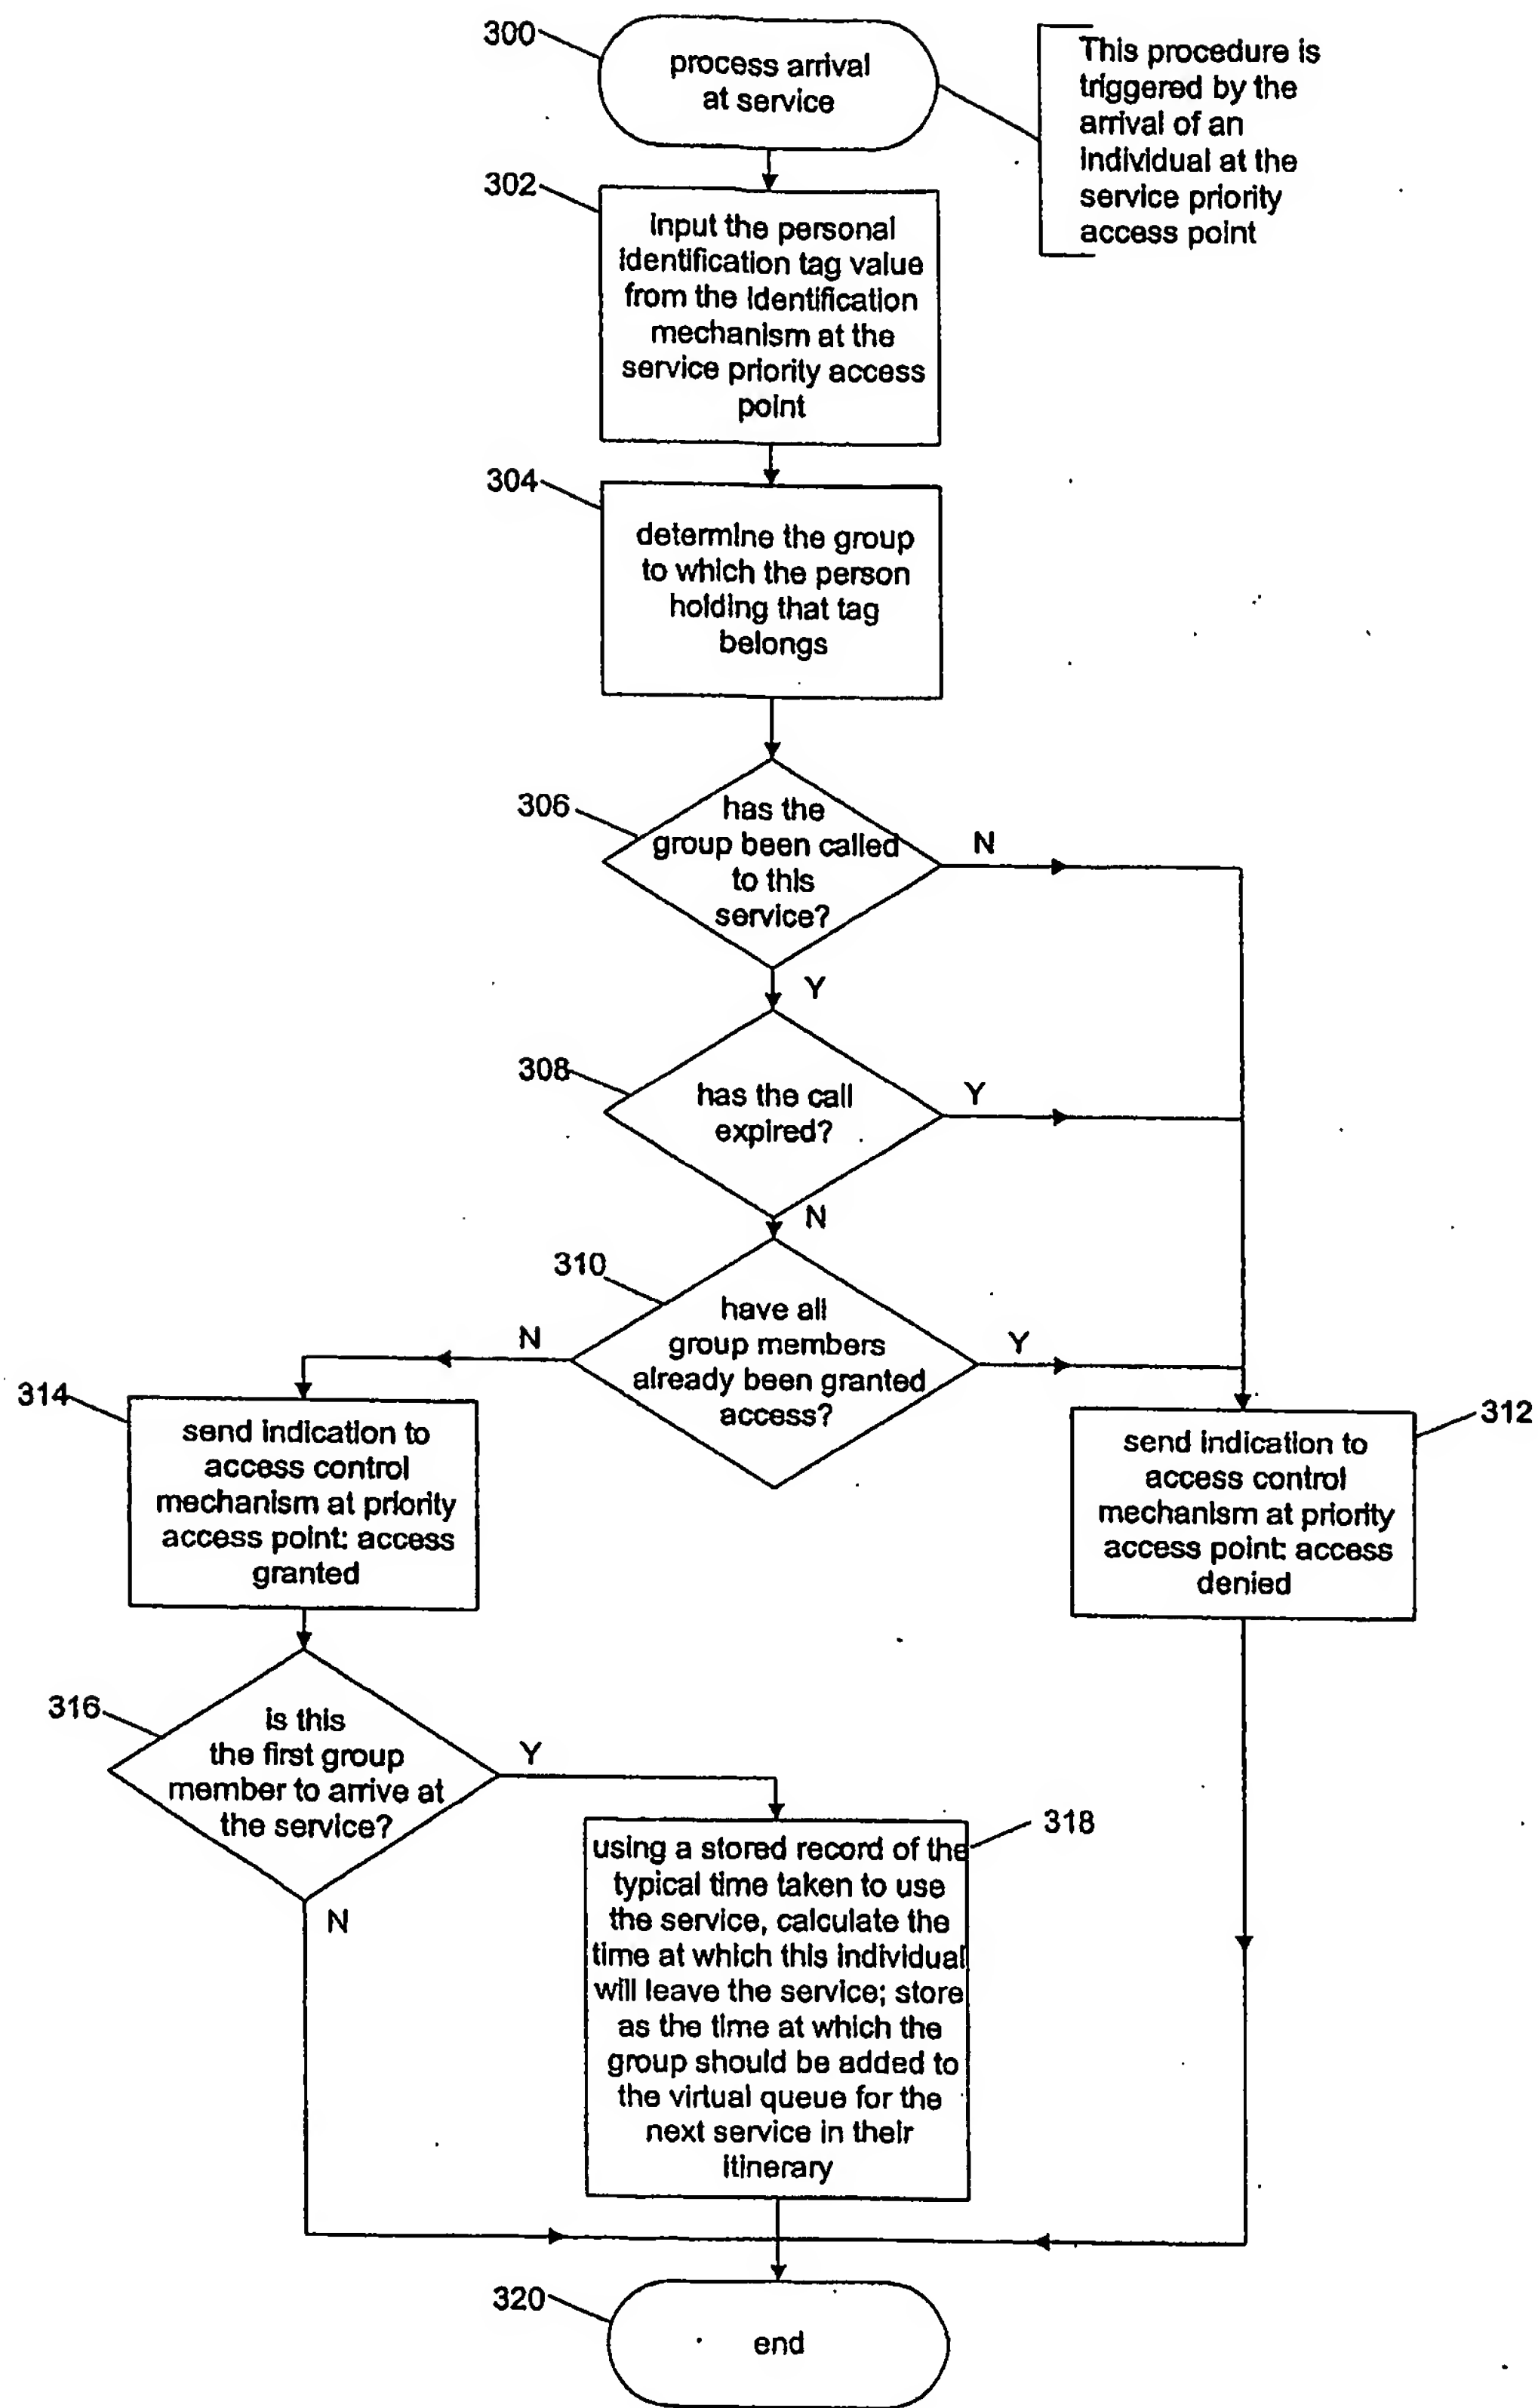 300
process arrival
at service
This procedure is
triggered by the
arrival of an
individual at the
service priority
access point
302
input the personal
identification tag value
from the identification
mechanism at the
service priority access
point
304
determine the group
to which the person
holding that tag
belongs
306
has the
group been called
to this
service?
N
Y
308
has the call
expired?
Y
N
310
have all
group members
already been granted
access?
N
Y
314
send indication to
access control
mechanism at priority
access point: access
granted
312
send indication to
access control
mechanism at priority
access point: access
denied
316
is this
the first group
member to arrive at
the service?
Y
N
318
using a stored record of the
typical time taken to use
the service, calculate the
time at which this individual
will leave the service; store
as the time at which the
group should be added to
the virtual queue for the
next service in their
itinerary
320
end